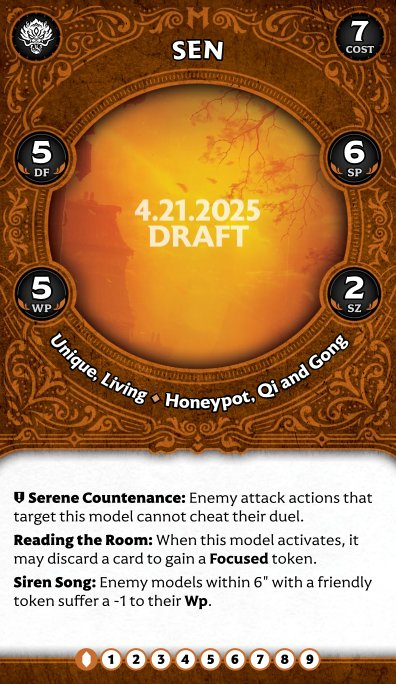 SEN
7
COST
5
DF
6
SP
4.21.2025
DRAFT
5
WP
2
SZ
Unique, Living ⬥ Honeypot, Qi and Gong
Serene Countenance: Enemy attack actions that
target this model cannot cheat their duel.
Reading the Room: When this model activates, it
may discard a card to gain a Focused token.
Siren Song: Enemy models within 6" with a friendly
token suffer a -1 to their Wp.
1 2 3 4 5 6 7 8 9